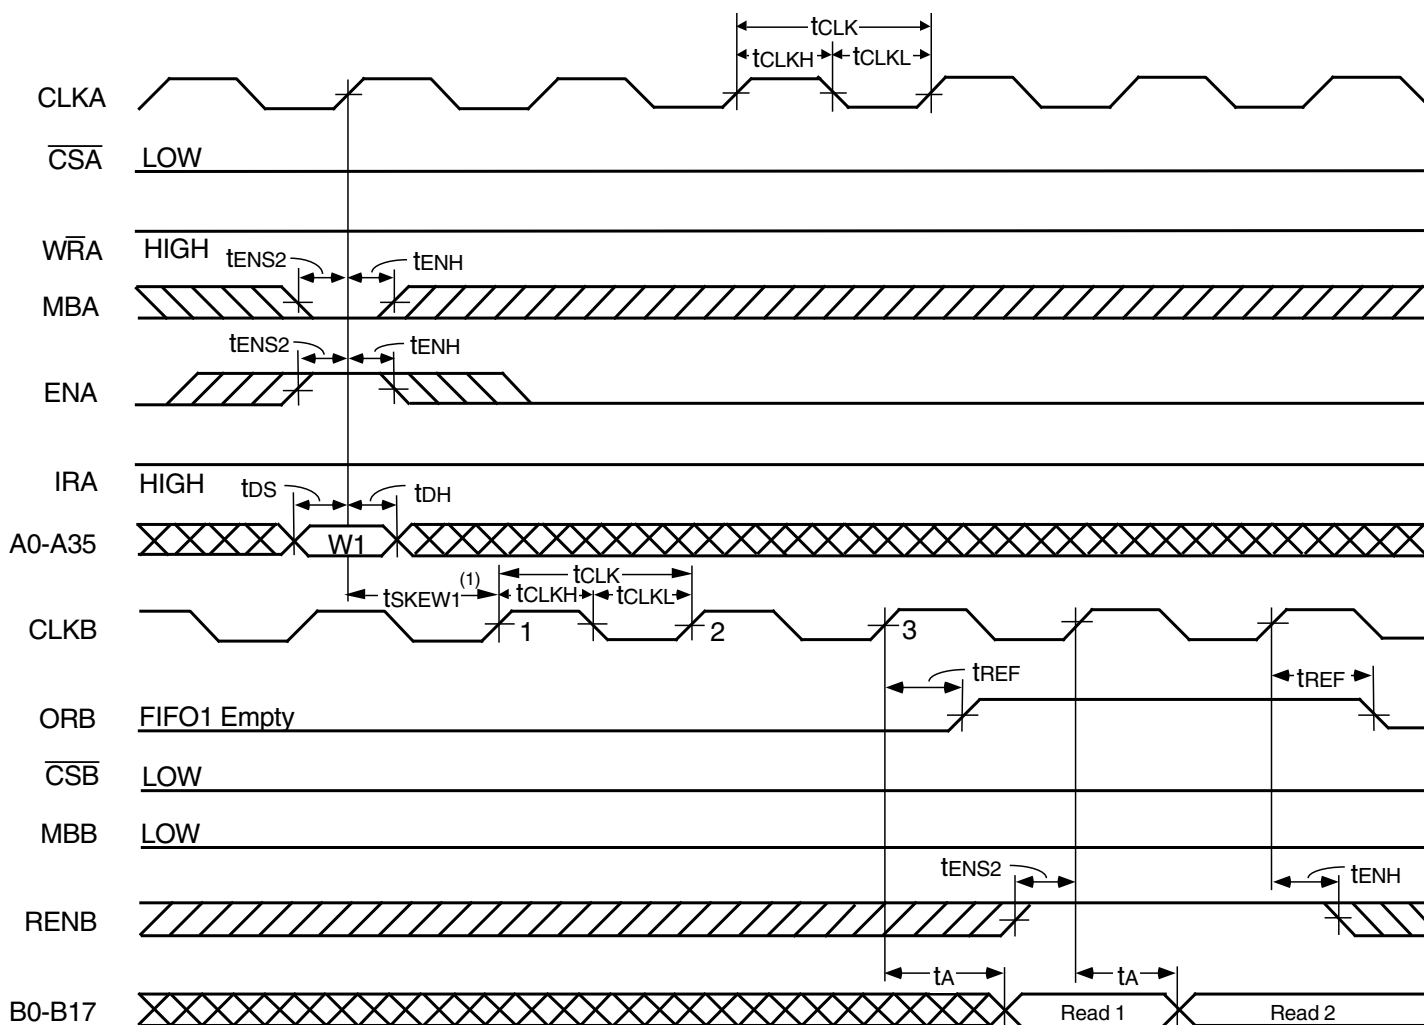 tCLK
tCLKH tCLKL
CLKA
CSA LOW
WRA HIGH
tENS2 tENH
MBA
tENS2 tENH
ENA
IRA HIGH
tDS tDH
A0-A35 W1
tSKEW1 (1) tCLK
tCLKH tCLKL
CLKB 1 2 3
tREF tREF
ORB FIFO1 Empty
CSB LOW
MBB LOW
tENS2 tENH
RENB
tA tA
B0-B17 Read 1 Read 2